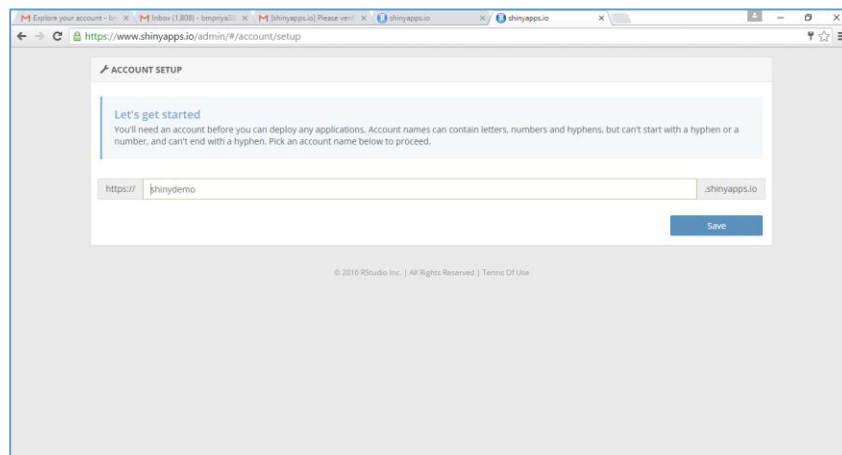 Explore your account - bm
Inbox (1,808) - bmpriya3
[shinyapps.io] Please veri
shinyapps.io
shinyapps.io
https://www.shinyapps.io/admin/#/account/setup
ACCOUNT SETUP
Let's get started
You'll need an account before you can deploy any applications. Account names can contain letters, numbers and hyphens, but can't start with a hyphen or a
number, and can't end with a hyphen. Pick an account name below to proceed.
https://
shinydemo
.shinyapps.io
Save
© 2016 RStudio Inc. | All Rights Reserved | Terms Of Use